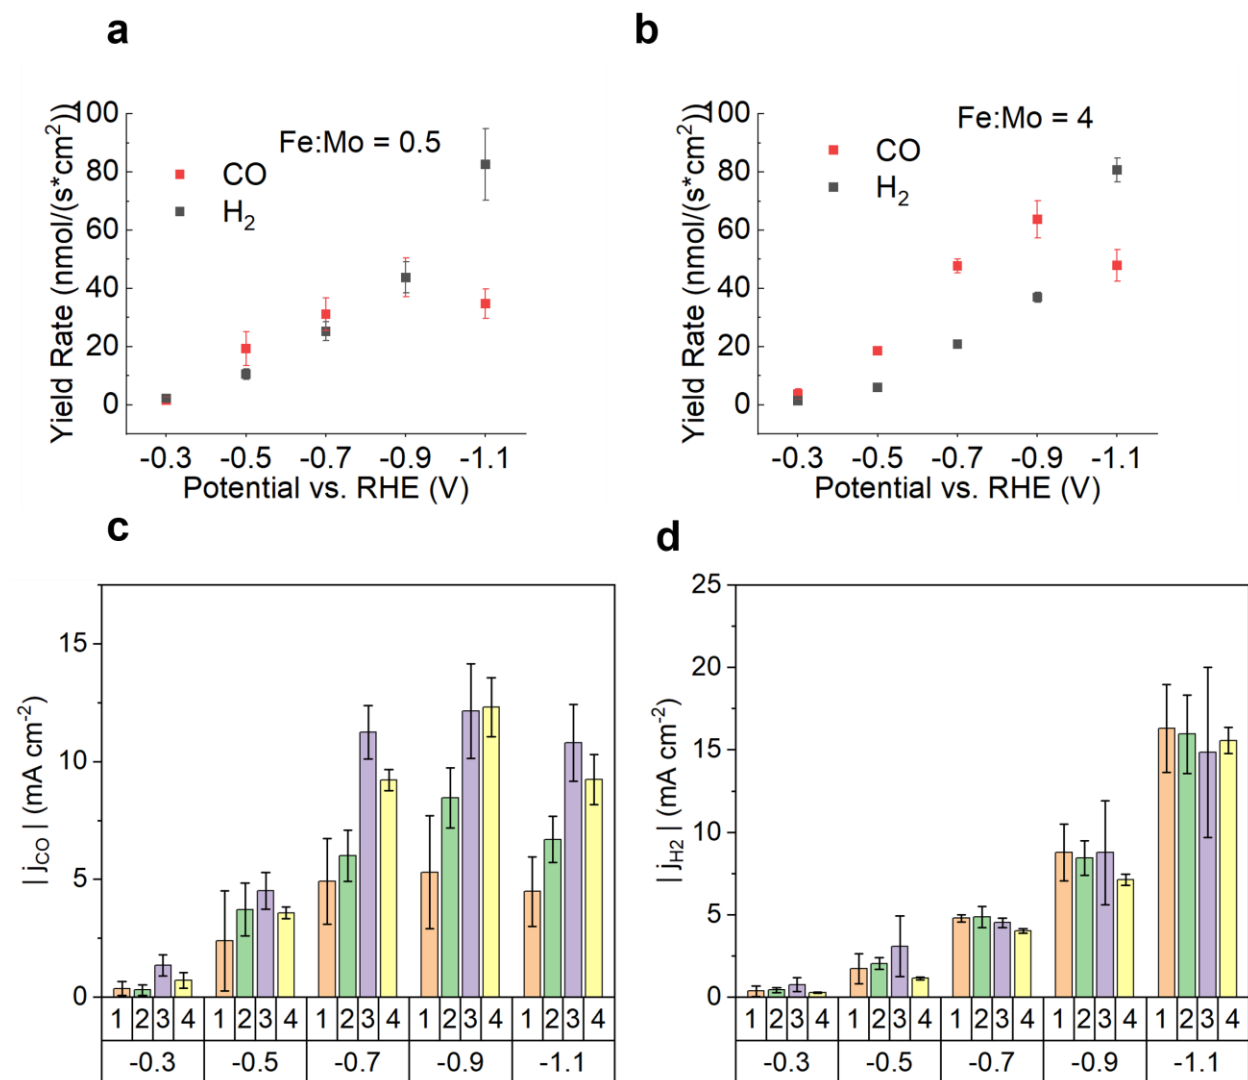 a
b
Yield Rate (nmol/(s*cm²))
100
80
60
40
20
0
Fe:Mo = 0.5
CO
H₂
-0.3 -0.5 -0.7 -0.9 -1.1
Potential vs. RHE (V)
Yield Rate (nmol/(s*cm²))
100
80
60
40
20
0
Fe:Mo = 4
CO
H₂
-0.3 -0.5 -0.7 -0.9 -1.1
Potential vs. RHE (V)
c
d
| j_CO | (mA cm⁻²)
15
10
5
0
1 2 3 4 1 2 3 4 1 2 3 4 1 2 3 4 1 2 3 4
-0.3 -0.5 -0.7 -0.9 -1.1
| j_H2 | (mA cm⁻²)
25
20
15
10
5
0
1 2 3 4 1 2 3 4 1 2 3 4 1 2 3 4 1 2 3 4
-0.3 -0.5 -0.7 -0.9 -1.1